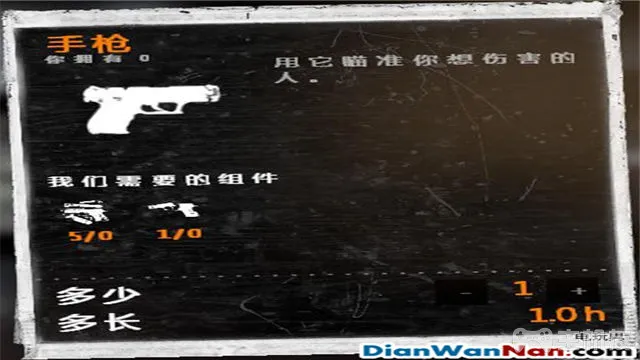 手枪
你拥有 0
用它瞄准你想伤害的
人。
我们需要的组件
5/0 1/0
多少 - 1 +
多长 1.0 h
DianWanNan.com